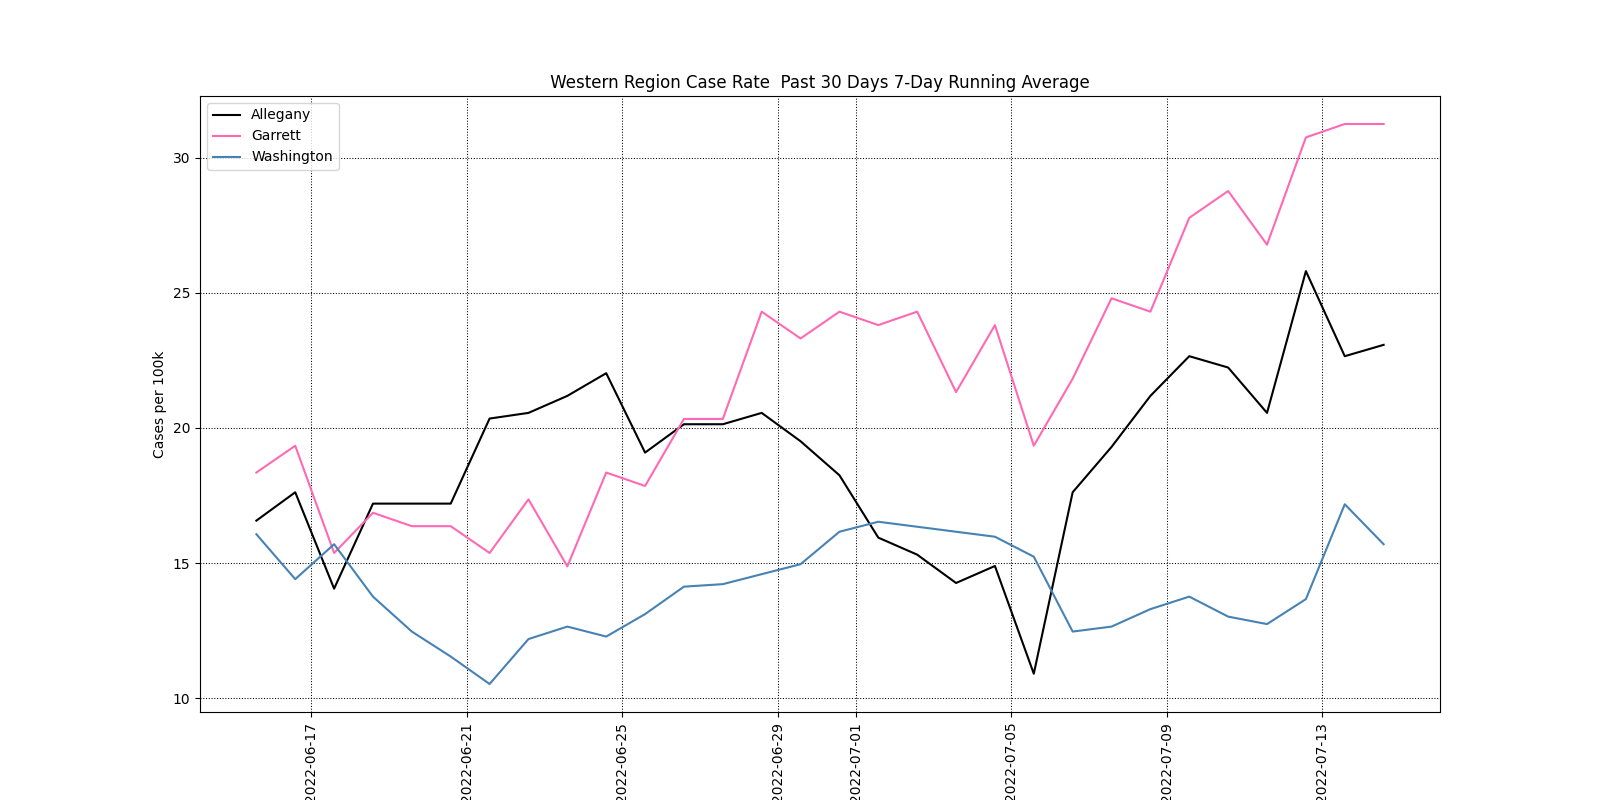 Western Region Case Rate  Past 30 Days 7-Day Running Average
Allegany
Garrett
Washington
30
25
20
15
10
Cases per 100k
2022-06-17
2022-06-21
2022-06-25
2022-06-29
2022-07-01
2022-07-05
2022-07-09
2022-07-13